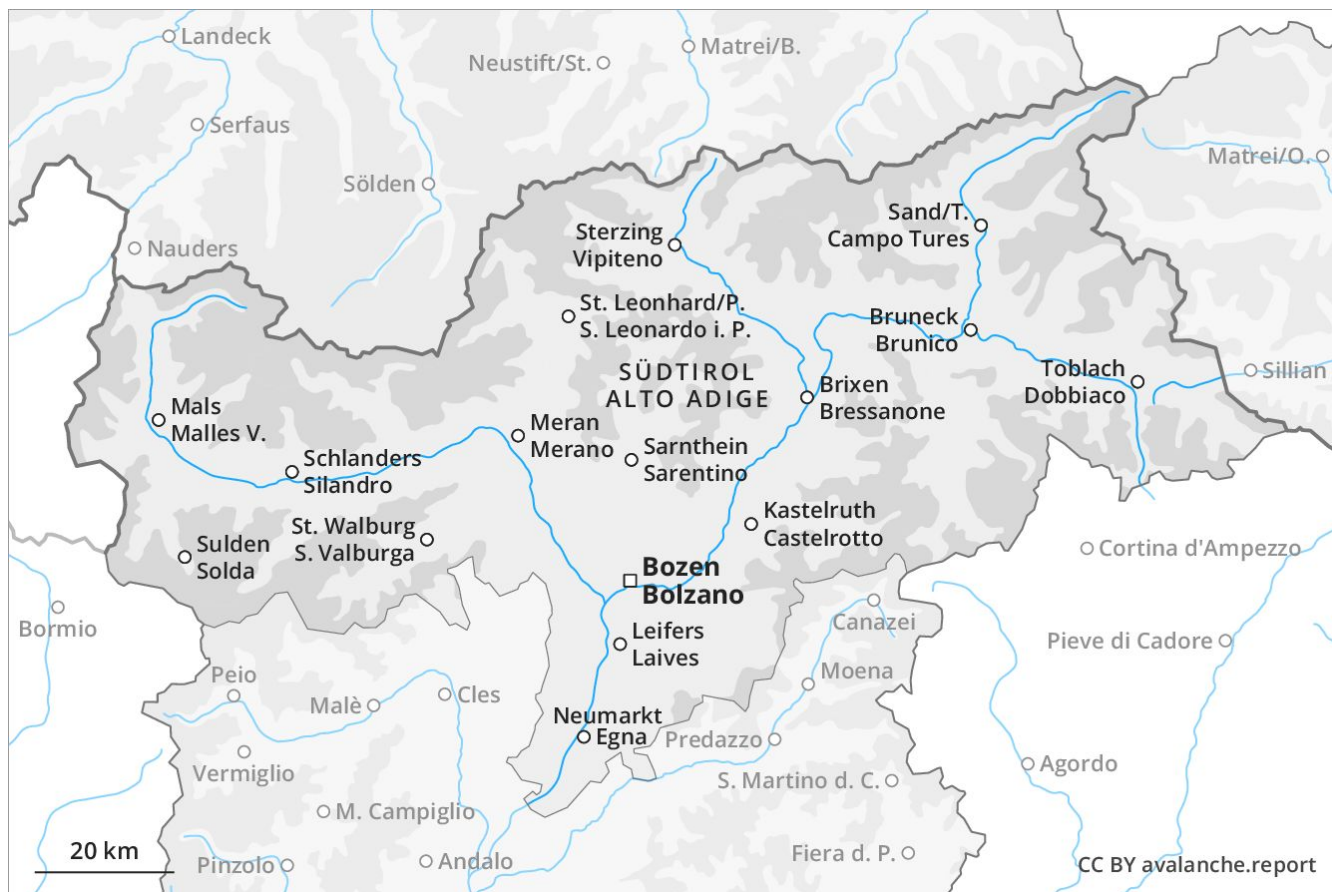 Landeck
Matrei/B.
Neustift/St.
Serfaus
Matrei/O.
Sölden
Sand/T.
Campo Tures
Sterzing
Vipiteno
Nauders
St. Leonhard/P.
S. Leonardo i. P.
Bruneck
Brunico
SÜDTIROL
ALTO ADIGE
Toblach
Dobbiaco
Sillian
Brixen
Bressanone
Mals
Malles V.
Meran
Merano
Sarnthein
Sarentino
Schlanders
Silandro
Kastelruth
Castelrotto
St. Walburg
S. Valburga
Sulden
Solda
Cortina d'Ampezzo
Bozen
Bolzano
Bormio
Canazei
Leifers
Laives
Pieve di Cadore
Peio
Moena
Malè
Cles
Neumarkt
Egna
Predazzo
Vermiglio
Agordo
S. Martino d. C.
M. Campiglio
20 km
Pinzolo
Andalo
Fiera d. P.
CC BY avalanche.report